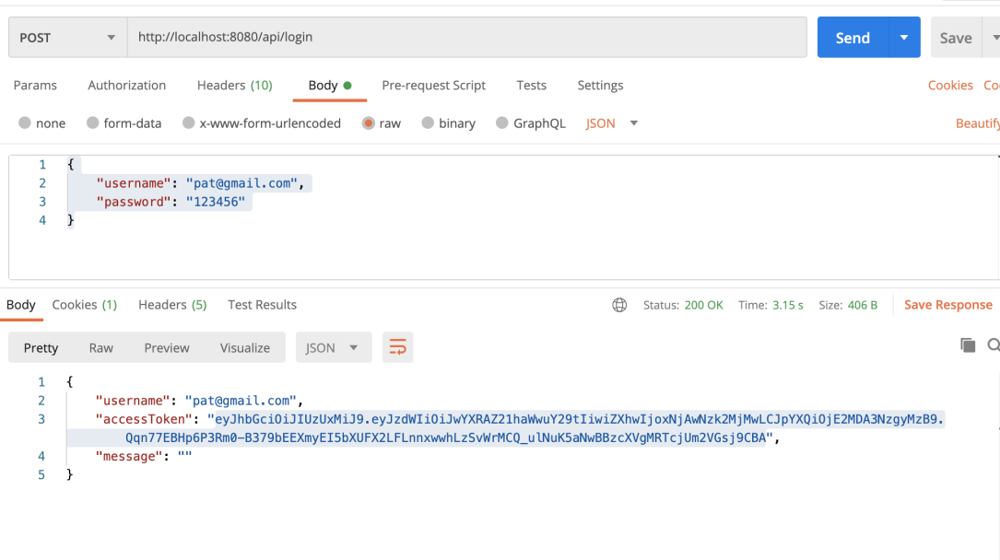 POST http://localhost:8080/api/login Send Save
Params Authorization Headers (10) Body Pre-request Script Tests Settings Cookies Co
none form-data x-www-form-urlencoded raw binary GraphQL JSON Beautify
1 {
2 "username": "pat@gmail.com",
3 "password": "123456"
4 }
Body Cookies (1) Headers (5) Test Results Status: 200 OK Time: 3.15 s Size: 406 B Save Response
Pretty Raw Preview Visualize JSON
1 {
2 "username": "pat@gmail.com",
3 "accessToken": "eyJhbGciOiJIUzUxMiJ9.eyJzdWIiOiJwYXRAZ21haWwuY29tIiwiZXhwIjoxNjAwNzk2MjMwLCJpYXQiOjE2MDA3NzgyMzB9.
Qqn77EBHp6P3Rm0-B379bEEXmyEI5bXUFX2LFLnnxwwhLzSvWrMCQ_ulNuK5aNwBBzcXVgMRTcjUm2VGsj9CBA",
4 "message": ""
5 }